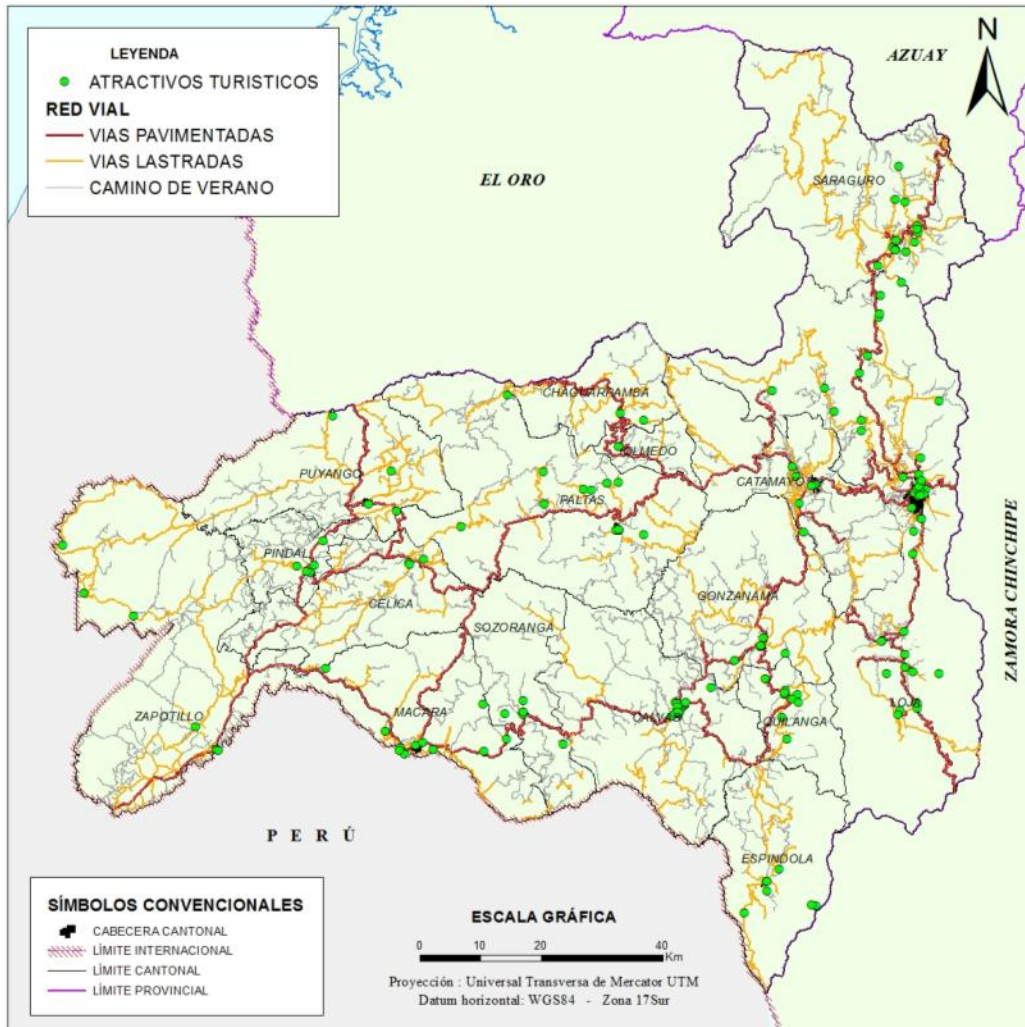 LEYENDA
ATRACTIVOS TURISTICOS
RED VIAL
VIAS PAVIMENTADAS
VIAS LASTRADAS
CAMINO DE VERANO
N
AZUAY
EL ORO
SARAGURO
CHAGUARPAMBA
OLMEDO
PUYANGO
CATAMAYO
PALTAS
PINDAL
CELICA
GONZANAMA
SOZORANGA
ZAMORA CHINCHIPE
ZAPOTILLO
MACARA
CALVAS
QUILANGA
LOJA
PERÚ
ESPINDOLA
SÍMBOLOS CONVENCIONALES
CABECERA CANTONAL
LÍMITE INTERNACIONAL
LÍMITE CANTONAL
LÍMITE PROVINCIAL
ESCALA GRÁFICA
0 10 20 40
Km
Proyección : Universal Transversa de Mercator UTM
Datum horizontal: WGS84 - Zona 17Sur